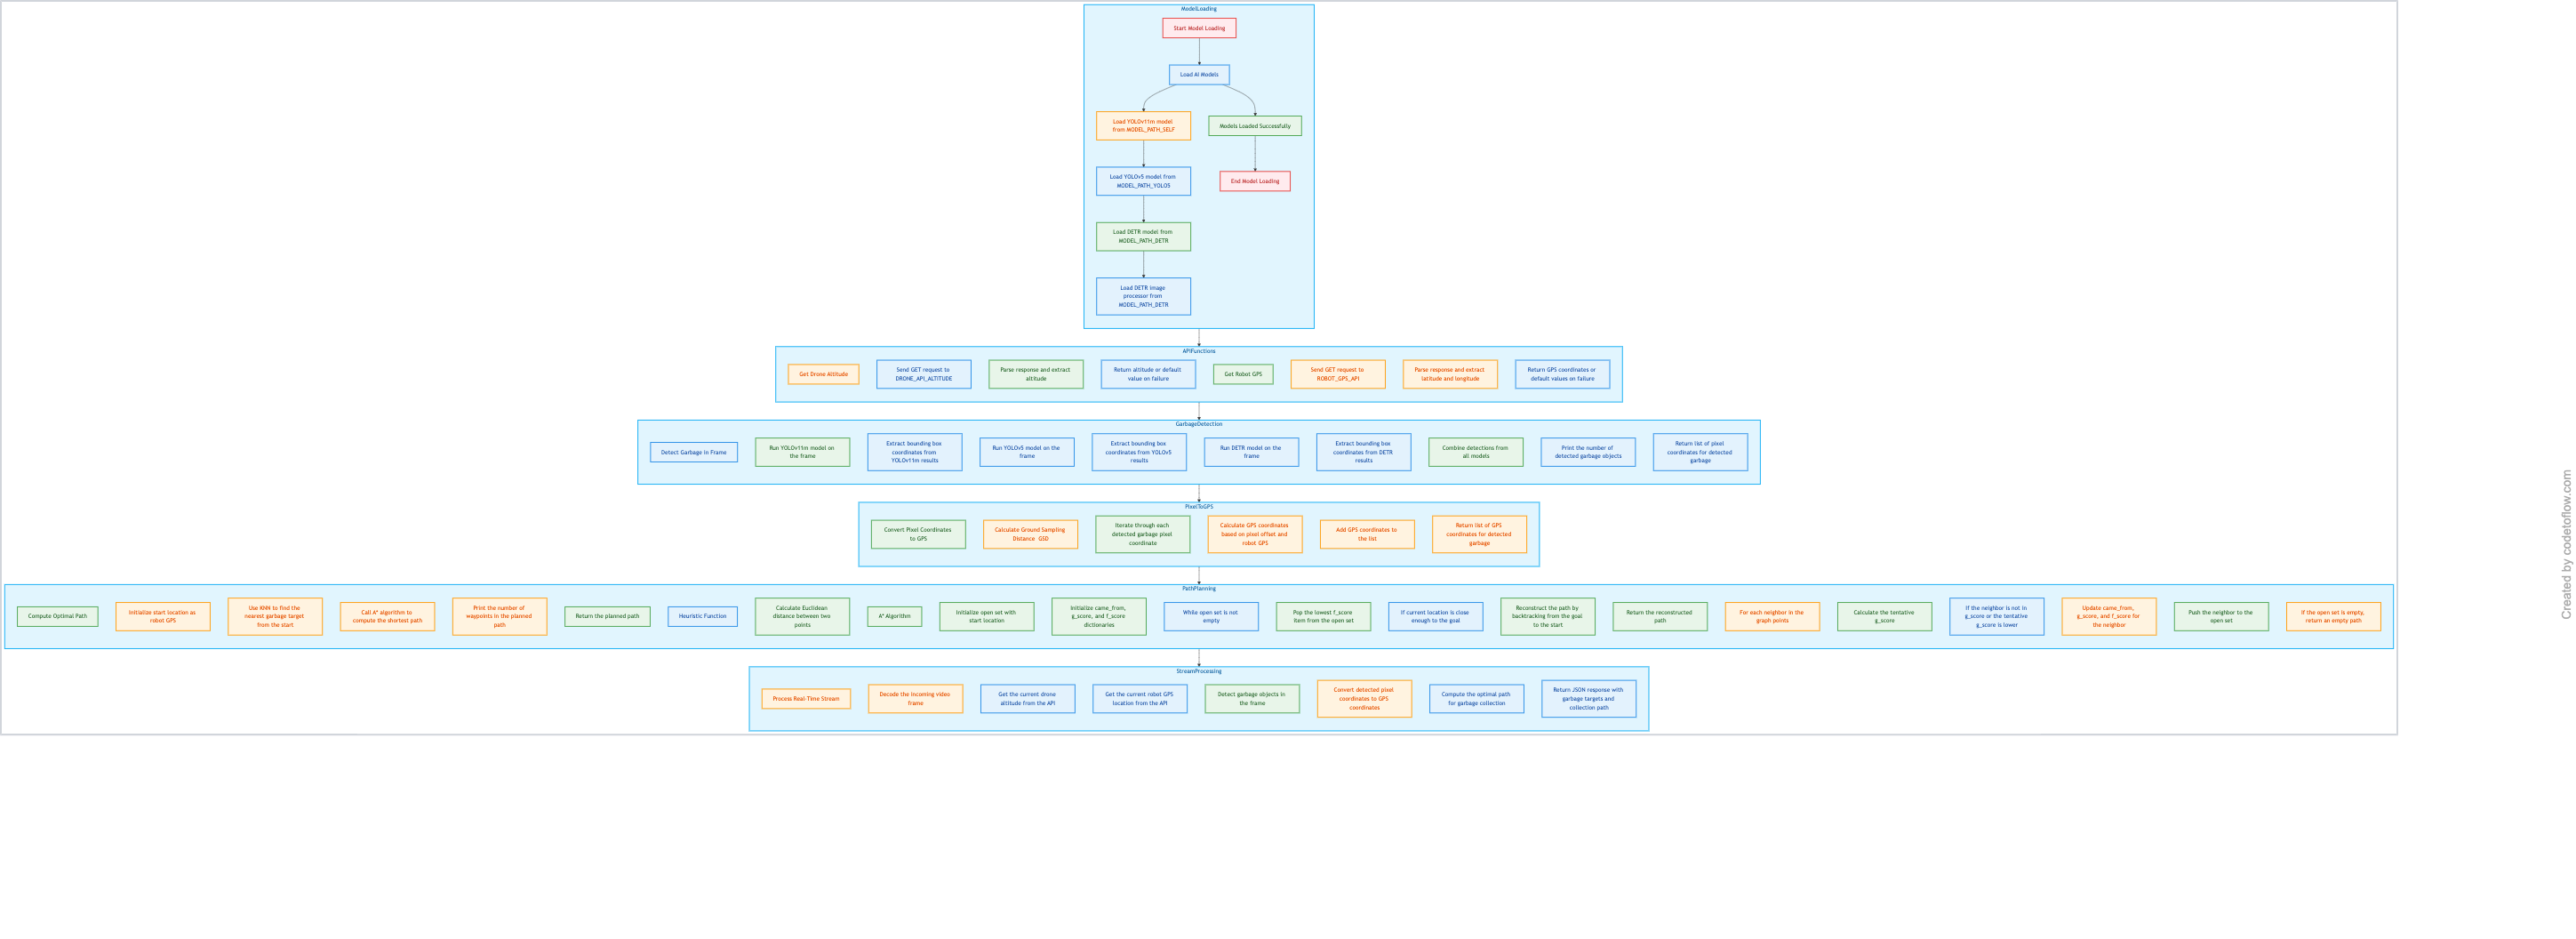 ModelLoading
Start Model Loading
Load AI Models
Load YOLOv11m model
from MODEL_PATH_SELF
Models Loaded Successfully
Load YOLOv5 model from
MODEL_PATH_YOLO5
End Model Loading
Load DETR model from
MODEL_PATH_DETR
Load DETR image
processor from
MODEL_PATH_DETR
APIFunctions
Get Drone Altitude
Send GET request to
DRONE_API_ALTITUDE
Parse response and extract
altitude
Return altitude or default
value on failure
Get Robot GPS
Send GET request to
ROBOT_GPS_API
Parse response and extract
latitude and longitude
Return GPS coordinates or
default values on failure
GarbageDetection
Detect Garbage in Frame
Run YOLOv11m model on
the frame
Extract bounding box
coordinates from
YOLOv11m results
Run YOLOv5 model on the
frame
Extract bounding box
coordinates from YOLOv5
results
Run DETR model on the
frame
Extract bounding box
coordinates from DETR
results
Combine detections from
all models
Print the number of
detected garbage objects
Return list of pixel
coordinates for detected
garbage
PixelToGPS
Convert Pixel Coordinates
to GPS
Calculate Ground Sampling
Distance GSD
Iterate through each
detected garbage pixel
coordinate
Calculate GPS coordinates
based on pixel offset and
robot GPS
Add GPS coordinates to
the list
Return list of GPS
coordinates for detected
garbage
PathPlanning
Compute Optimal Path
Initialize start location as
robot GPS
Use KNN to find the
nearest garbage target
from the start
Call A* algorithm to
compute the shortest path
Print the number of
waypoints in the planned
path
Return the planned path
Heuristic Function
Calculate Euclidean
distance between two
points
A* Algorithm
Initialize open set with
start location
Initialize came_from,
g_score, and f_score
dictionaries
While open set is not
empty
Pop the lowest f_score
item from the open set
If current location is close
enough to the goal
Reconstruct the path by
backtracking from the goal
to the start
Return the reconstructed
path
For each neighbor in the
graph points
Calculate the tentative
g_score
If the neighbor is not in
g_score or the tentative
g_score is lower
Update came_from,
g_score, and f_score for
the neighbor
Push the neighbor to the
open set
If the open set is empty,
return an empty path
StreamProcessing
Process Real-Time Stream
Decode the incoming video
frame
Get the current drone
altitude from the API
Get the current robot GPS
location from the API
Detect garbage objects in
the frame
Convert detected pixel
coordinates to GPS
coordinates
Compute the optimal path
for garbage collection
Return JSON response with
garbage targets and
collection path
Created by codetoflow.com